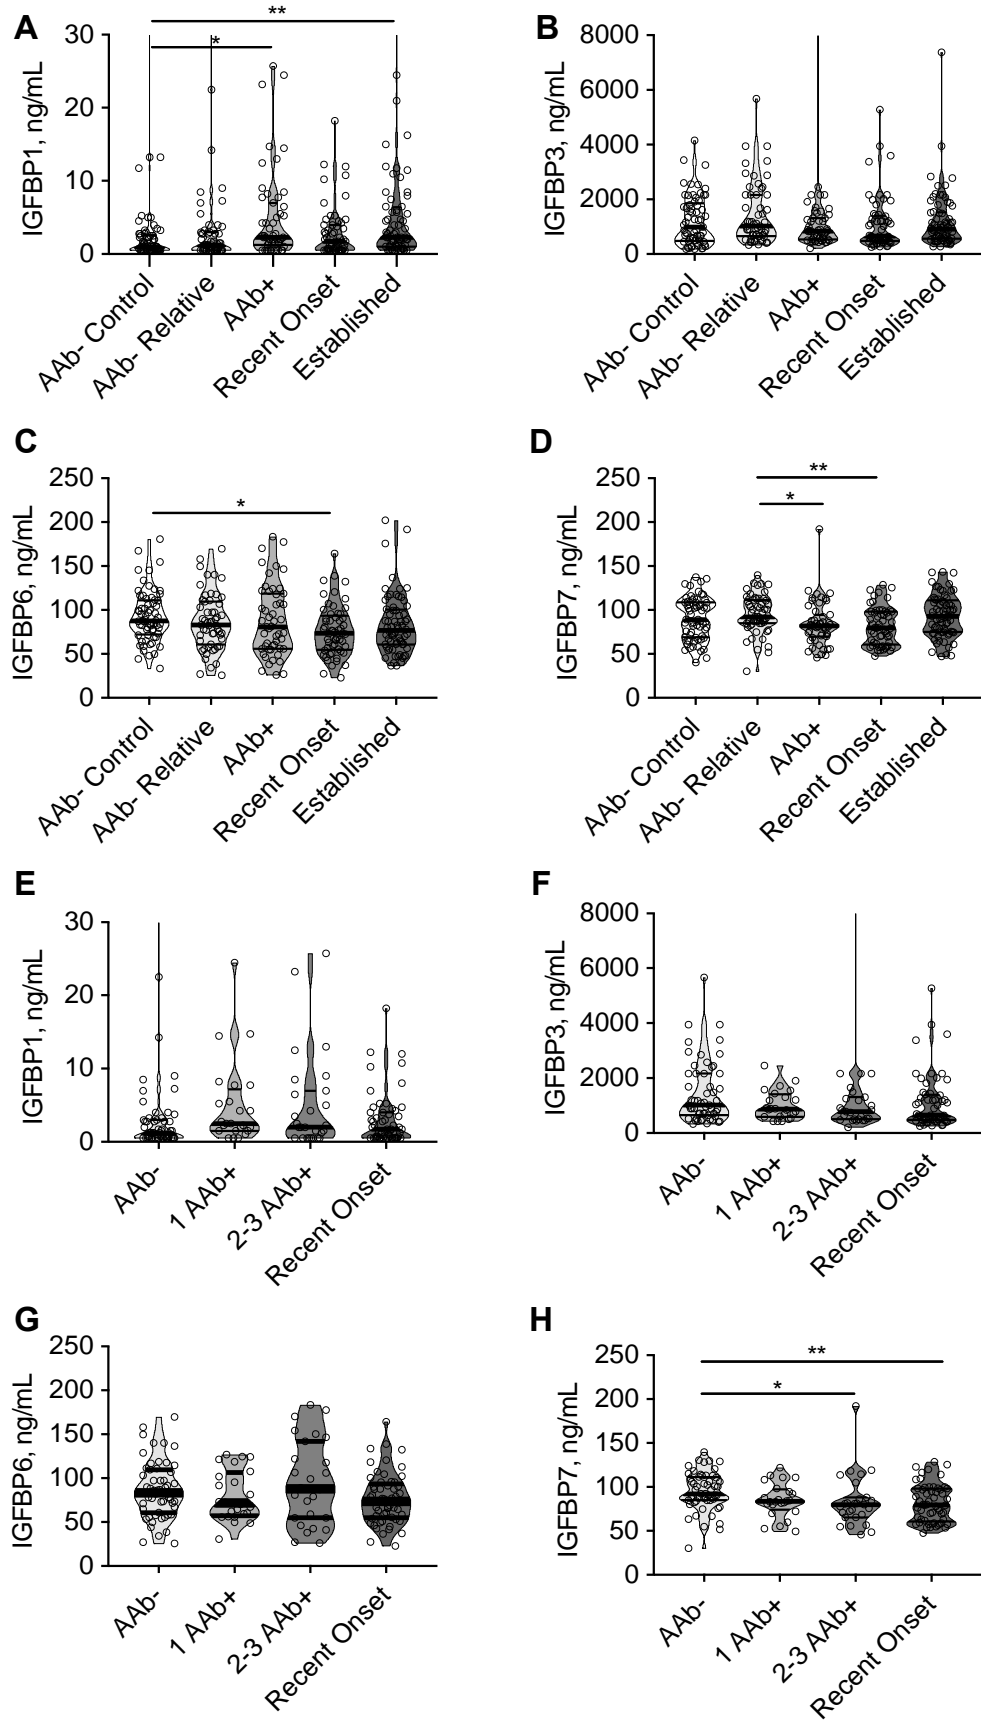 A
IGFBP1, ng/mL
30
20
10
0
**
*
AAb- Control
AAb- Relative
AAb+
Recent Onset
Established
B
IGFBP3, ng/mL
8000
6000
4000
2000
0
AAb- Control
AAb- Relative
AAb+
Recent Onset
Established
C
IGFBP6, ng/mL
250
200
150
100
50
0
*
AAb- Control
AAb- Relative
AAb+
Recent Onset
Established
D
IGFBP7, ng/mL
250
200
150
100
50
0
**
*
AAb- Control
AAb- Relative
AAb+
Recent Onset
Established
E
IGFBP1, ng/mL
30
20
10
0
AAb-
1 AAb+
2-3 AAb+
Recent Onset
F
IGFBP3, ng/mL
8000
6000
4000
2000
0
AAb-
1 AAb+
2-3 AAb+
Recent Onset
G
IGFBP6, ng/mL
250
200
150
100
50
0
AAb-
1 AAb+
2-3 AAb+
Recent Onset
H
IGFBP7, ng/mL
250
200
150
100
50
0
**
*
AAb-
1 AAb+
2-3 AAb+
Recent Onset